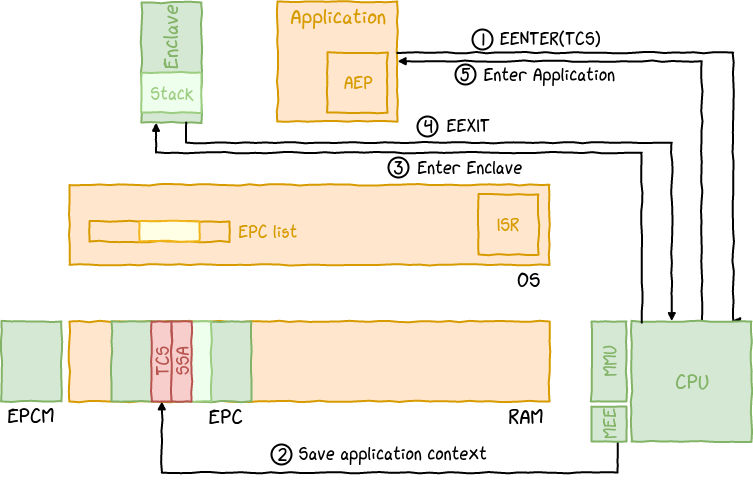 Enclave
Stack
Application
AEP
1 EENTER(TCS)
5 Enter Application
4 EEXIT
3 Enter Enclave
EPC list
ISR
OS
TCS
SSA
EPCM
EPC
RAM
MMU
MEE
CPU
2 Save application context